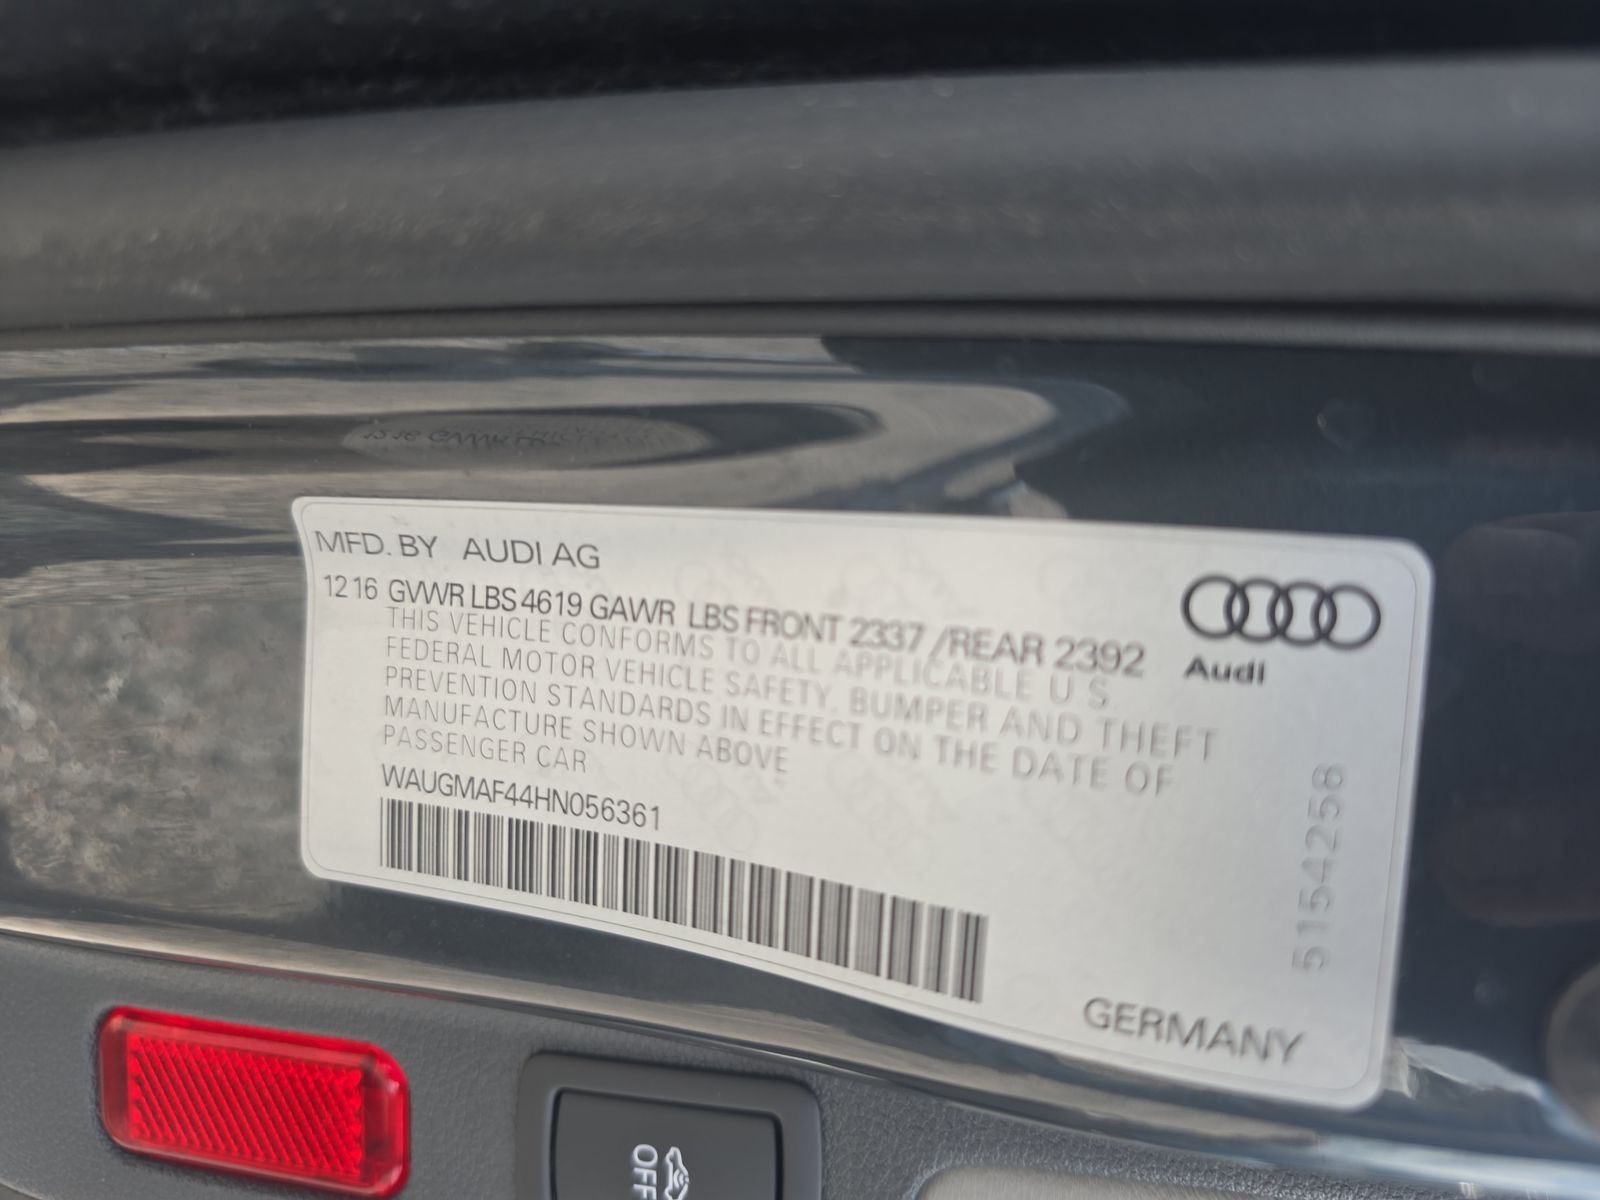 MFD. BY AUDI AG
12 16 GVWR LBS 4619 GAWR LBS FRONT 2337 /REAR 2392
THIS VEHICLE CONFORMS TO ALL APPLICABLE U S
FEDERAL MOTOR VEHICLE SAFETY. BUMPER AND THEFT
PREVENTION STANDARDS IN EFFECT ON THE DATE OF
MANUFACTURE SHOWN ABOVE
PASSENGER CAR
WAUGMAF44HN056361
Audi
5154258
GERMANY
OFF